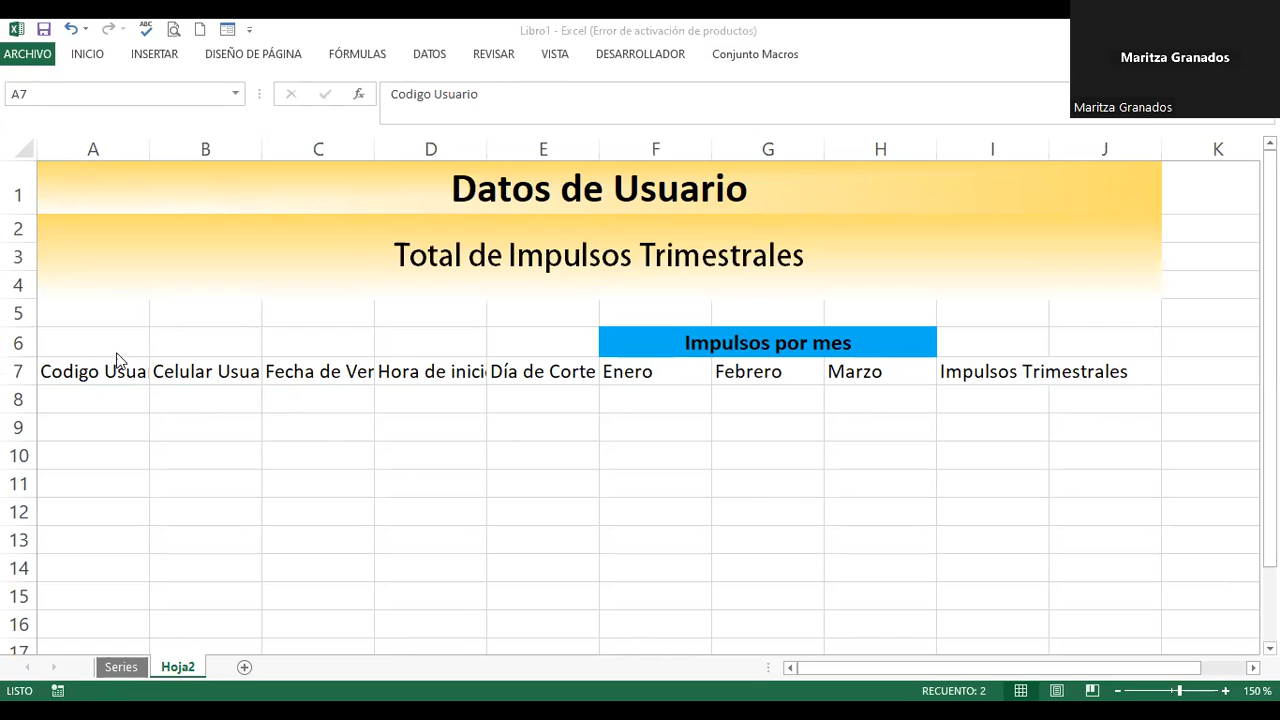 Libro1 - Excel (Error de activación de productos)
Maritza Granados
Maritza Granados
ARCHIVO INICIO INSERTAR DISEÑO DE PÁGINA FÓRMULAS DATOS REVISAR VISTA DESARROLLADOR Conjunto Macros
A7 fx Codigo Usuario
A B C D E F G H I J K
1 Datos de Usuario
2
3 Total de Impulsos Trimestrales
4
5
6 Impulsos por mes
7 Codigo Usuar Celular Usua Fecha de Ver Hora de inici Día de Corte Enero Febrero Marzo Impulsos Trimestrales
8
9
10
11
12
13
14
15
16
17
Series Hoja2
LISTO RECUENTO: 2 150 %